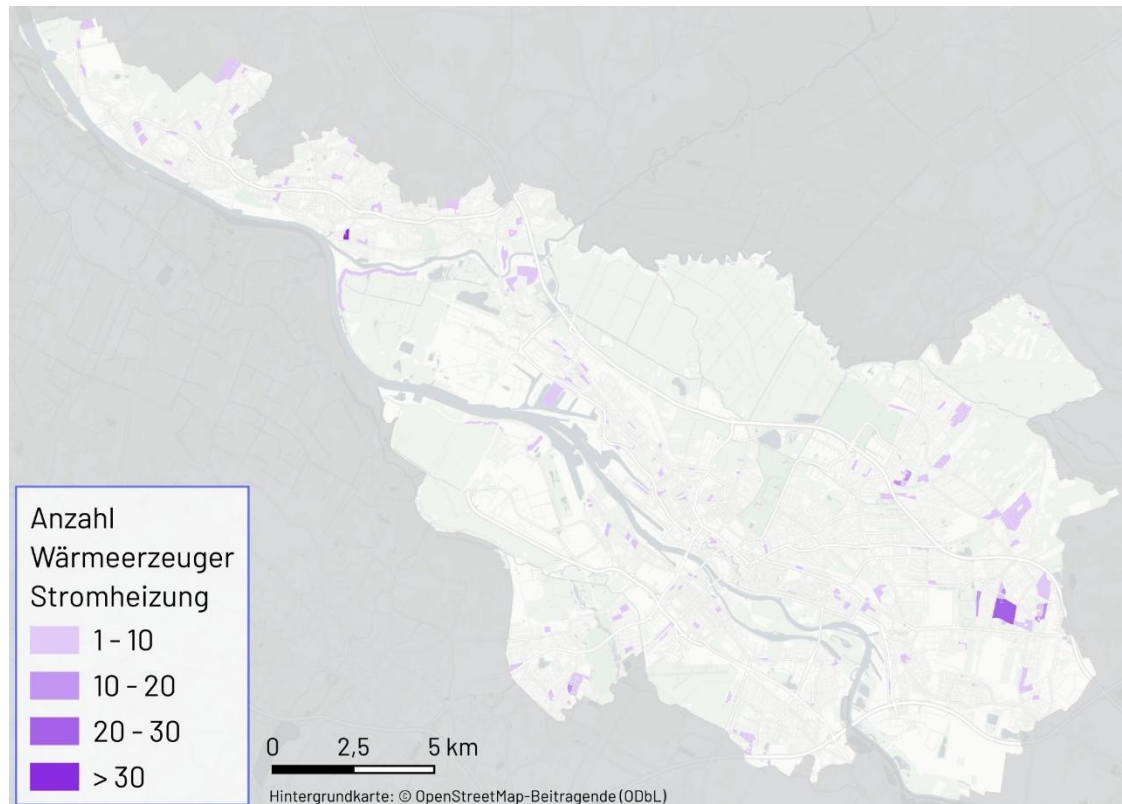 Anzahl
Wärmeerzeuger
Stromheizung
1 - 10
10 - 20
20 - 30
> 30
0 2,5 5 km
Hintergrundkarte: © OpenStreetMap-Beitragende (ODbL)